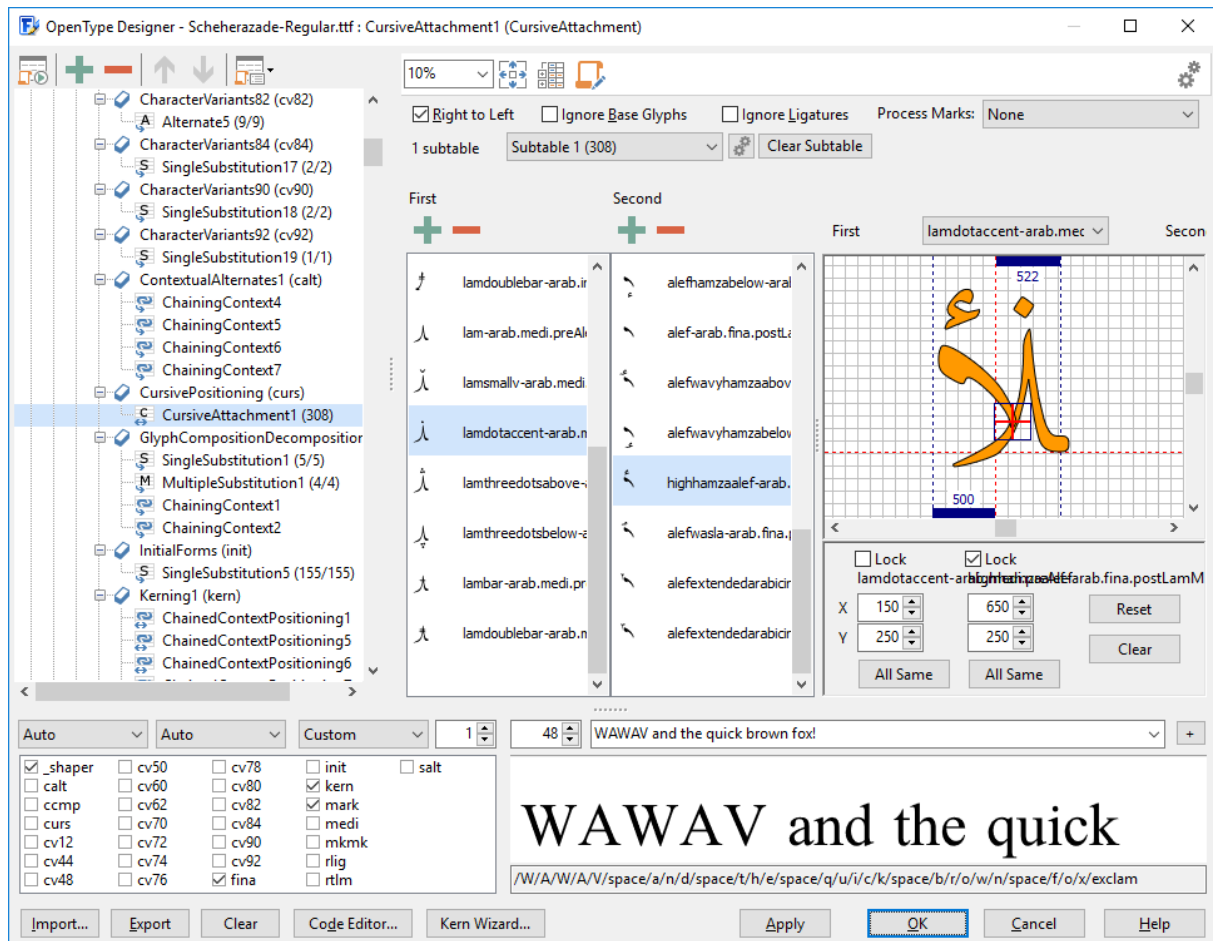 OpenType Designer - Scheherazade-Regular.ttf : CursiveAttachment1 (CursiveAttachment)
10%
CharacterVariants82 (cv82)
Alternate5 (9/9)
CharacterVariants84 (cv84)
SingleSubstitution17 (2/2)
CharacterVariants90 (cv90)
SingleSubstitution18 (2/2)
CharacterVariants92 (cv92)
SingleSubstitution19 (1/1)
ContextualAlternates1 (calt)
ChainingContext4
ChainingContext5
ChainingContext6
ChainingContext7
CursivePositioning (curs)
CursiveAttachment1 (308)
GlyphCompositionDecomposition
SingleSubstitution1 (5/5)
MultipleSubstitution1 (4/4)
ChainingContext1
ChainingContext2
InitialForms (init)
SingleSubstitution5 (155/155)
Kerning1 (kern)
ChainedContextPositioning1
ChainedContextPositioning5
ChainedContextPositioning6
Right to Left Ignore Base Glyphs Ignore Ligatures Process Marks: None
1 subtable Subtable 1 (308) Clear Subtable
First Second
First lamdotaccent-arab.med Secon
lamdoublebar-arab.ir alefhamzabelow-aral
lam-arab.medi.preAl alef-arab.fina.postLa
lamsmallv-arab.medi alefwavyhamzaabov
lamdotaccent-arab.n alefwavyhamzabelow
lamthreedotsabove- highhamzaalef-arab.
lamthreedotsbelow-a alefwasla-arab.fina.p
lambar-arab.medi.pr alefextendedarabicir
lamdoublebar-arab.n alefextendedarabicir
522
500
Lock Lock
X 150 650 Reset
Y 250 250 Clear
All Same All Same
Auto Auto Custom 1 48 WAWAV and the quick brown fox! +
_shaper cv50 cv78 init salt
calt cv60 cv80 kern
ccmp cv62 cv82 mark
curs cv70 cv84 medi
cv12 cv72 cv90 mkmk
cv44 cv74 cv92 rlig
cv48 cv76 fina rtlm
WAWAV and the quick
/W/A/W/A/V/space/a/n/d/space/t/h/e/space/q/u/i/c/k/space/b/r/o/w/n/space/f/o/x/exclam
Import... Export Clear Code Editor... Kern Wizard... Apply OK Cancel Help